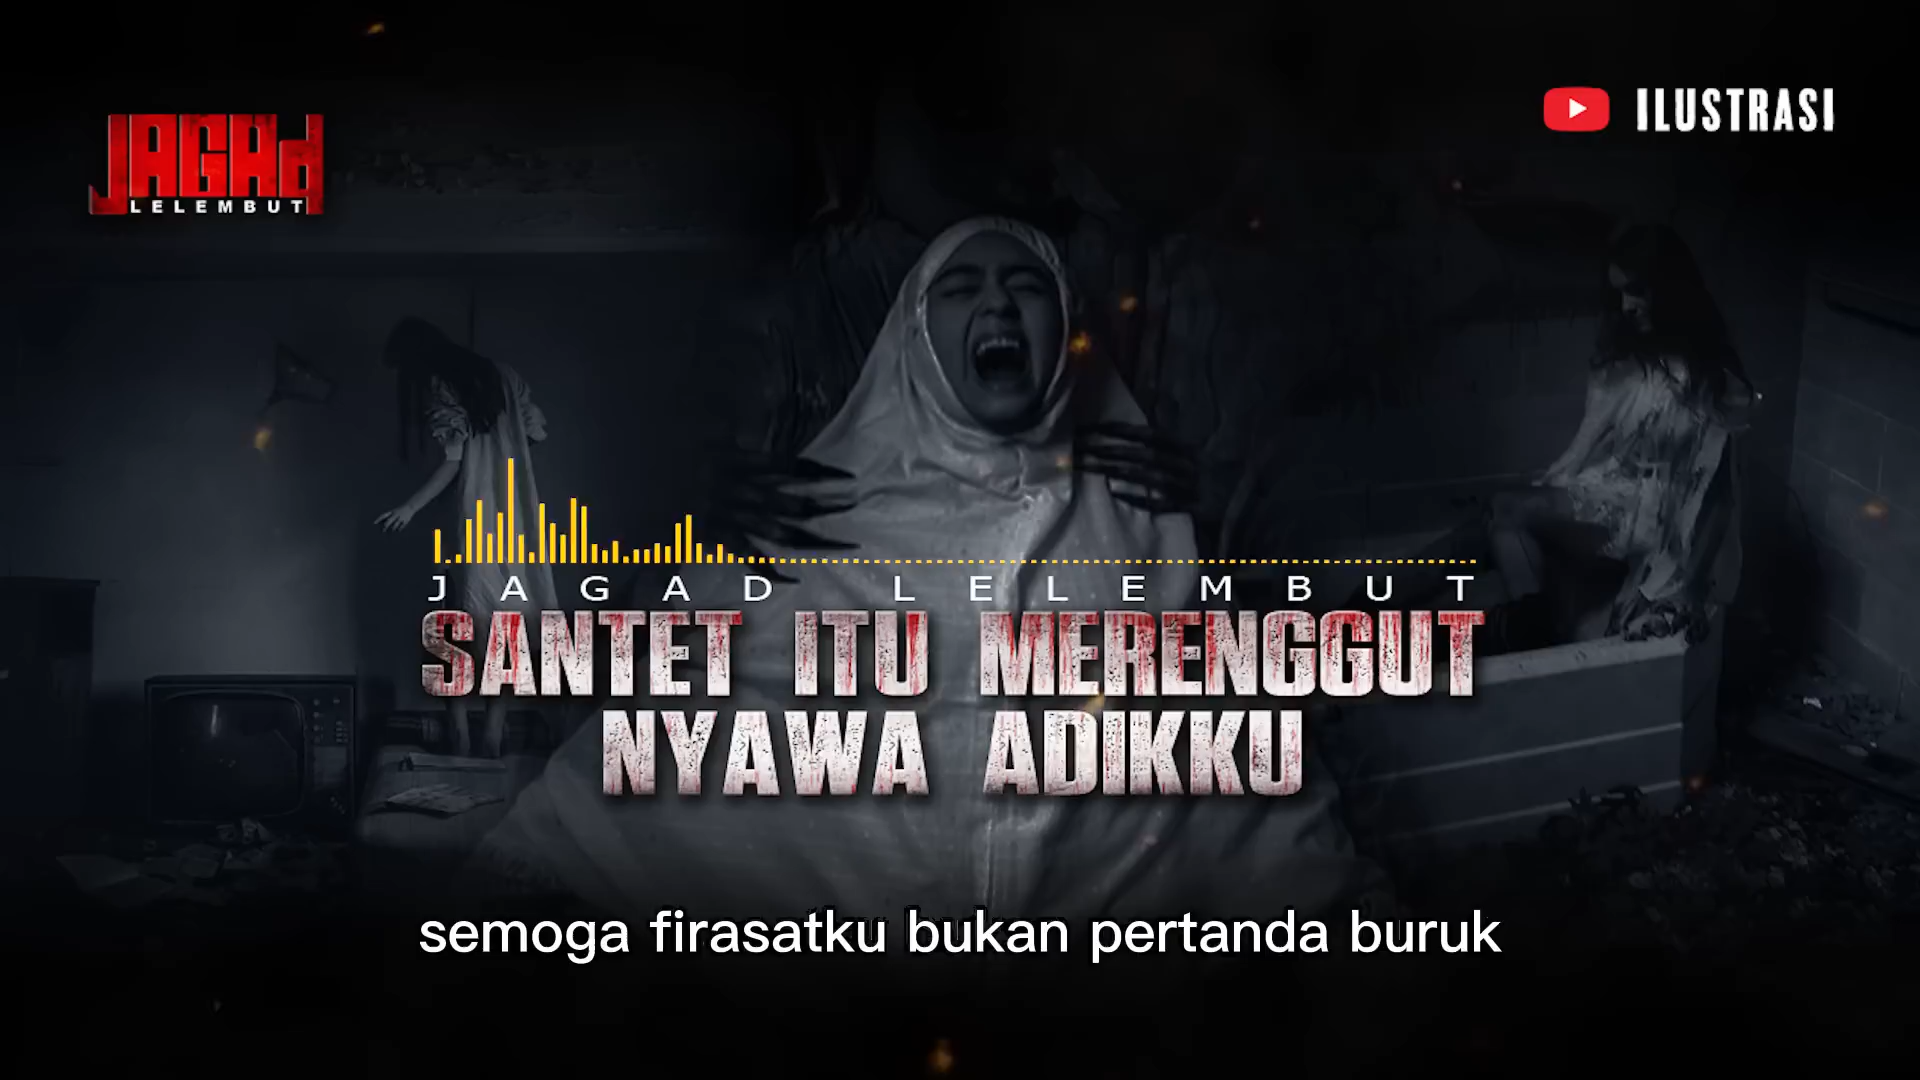 JAGAd
LELEMBUT
ILUSTRASI
JAGAD LELEMBUT
SANTET ITU MERENGGUT
NYAWA ADIKKU
semoga firasatku bukan pertanda buruk